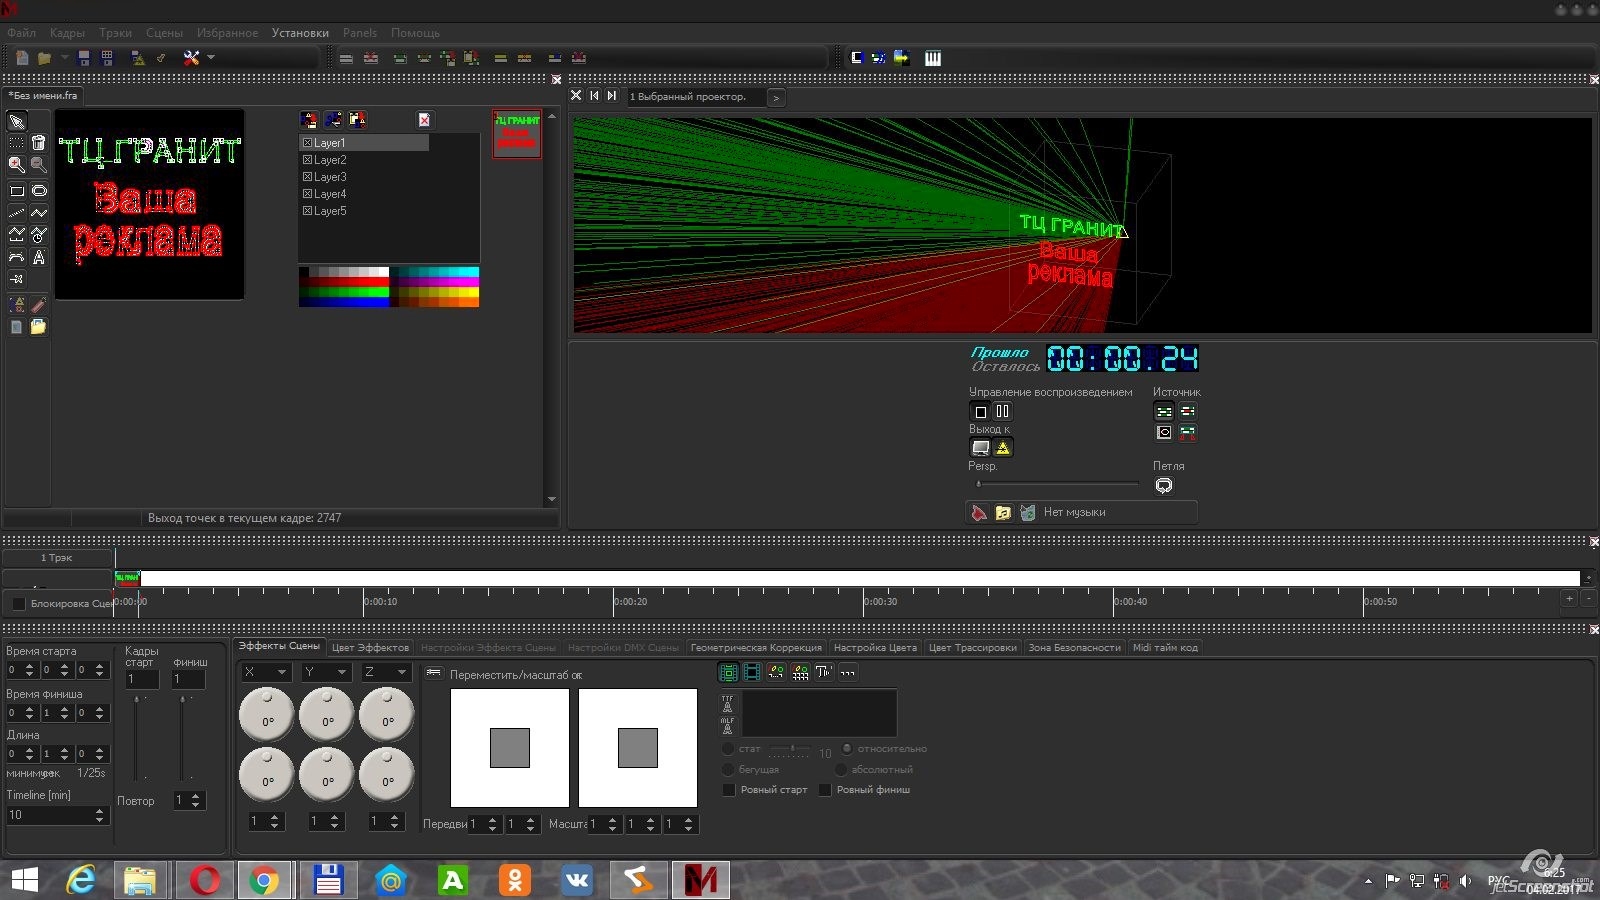 Файл Кадры Трэки Сцены Избранное Установки Panels Помощь
*Без имени.fra
1 Выбранный проектор. >
ТЦ ГРАНИТ
Ваша
реклама
Layer1
Layer2
Layer3
Layer4
Layer5
ТЦ ГРАНИТ
Ваша
реклама
ТЦ ГРАНИТ
Ваша
реклама
Прошло
Осталось
00:00.24
Управление воспроизведением Источник
Выход к
Persp. Петля
Нет музыки
Выход точек в текущем кадре: 2747
1 Трэк
Блокировка Сце
0:00:00 0:00:10 0:00:20 0:00:30 0:00:40 0:00:50
+ -
Время старта
0 0 0
Время финиша
0 1 0
Длина
0 1 0
1/25s
Timeline [min]
10
Кадры
старт финиш
1 1
Повтор 1
Эффекты Сцены Цвет Эффектов Настройки Эффекта Сцены Настройки DMX Сцены Геометрическая Коррекция Настройка Цвета Цвет Трассировки Зона Безопасности Midi тайм код
X Y Z
Переместить/масштаб ок
0° 0° 0°
0° 0° 0°
1 1 1
Передви 1 1 Масшта 1 1 1
TTF
MLF
стат 10 относительно
бегущая абсолютный
Ровный старт Ровный финиш
РУС
6:25
04.02.2017
jetScreenshot
.com